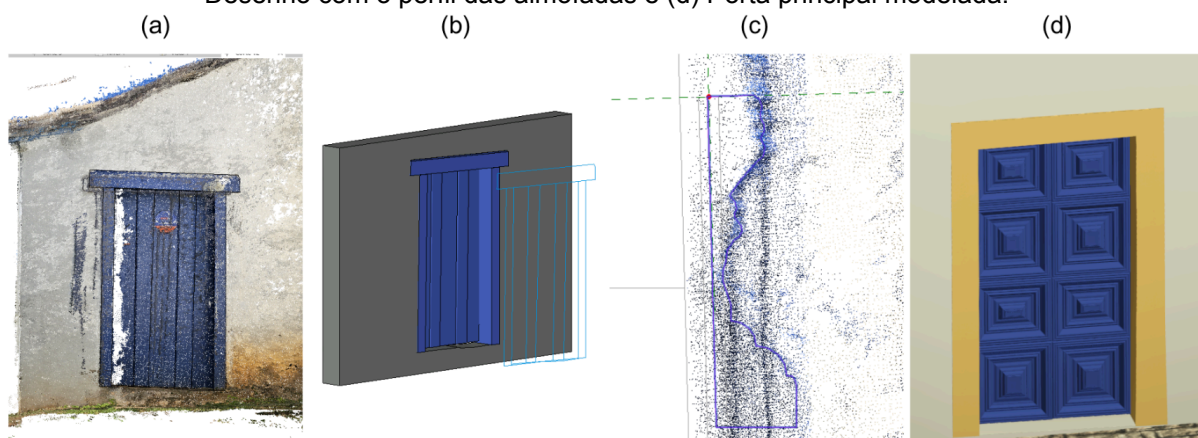 Desenho com o perfil das almofadas e (d) Porta principal modelada.
(a) (b) (c) (d)